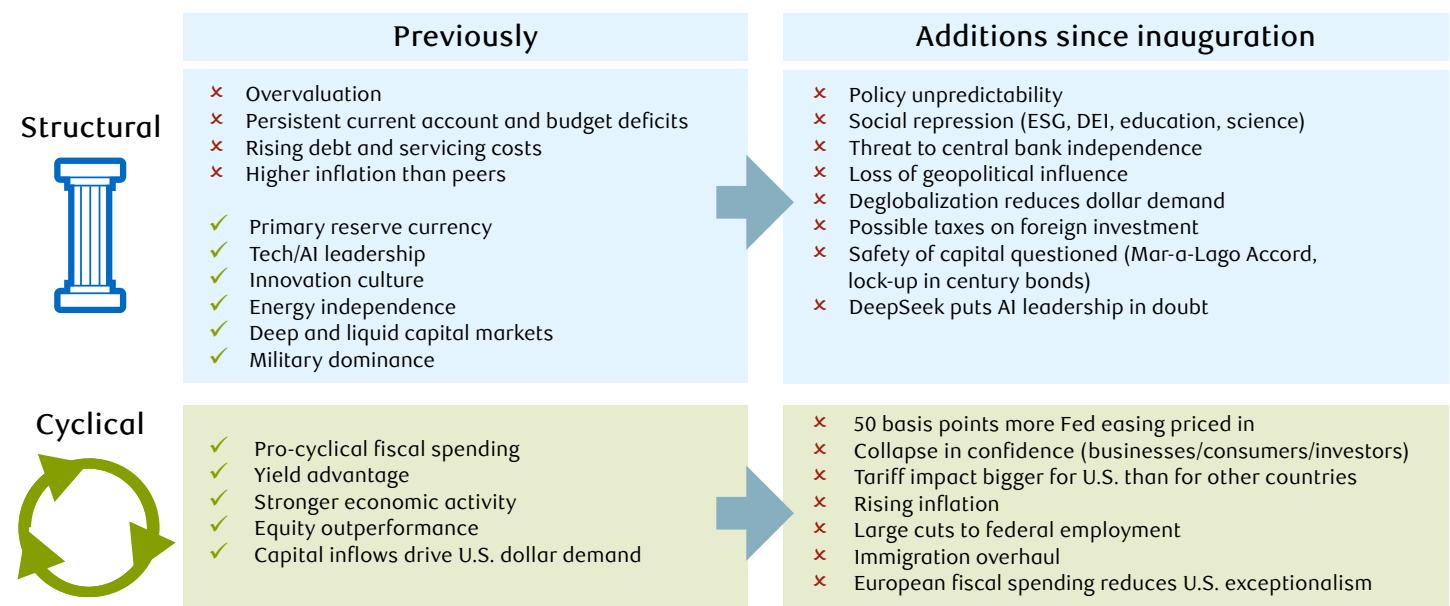 Previously
Additions since inauguration
Structural
✗ Overvaluation
✗ Persistent current account and budget deficits
✗ Rising debt and servicing costs
✗ Higher inflation than peers
✓ Primary reserve currency
✓ Tech/AI leadership
✓ Innovation culture
✓ Energy independence
✓ Deep and liquid capital markets
✓ Military dominance
✗ Policy unpredictability
✗ Social repression (ESG, DEI, education, science)
✗ Threat to central bank independence
✗ Loss of geopolitical influence
✗ Deglobalization reduces dollar demand
✗ Possible taxes on foreign investment
✗ Safety of capital questioned (Mar-a-Lago Accord,
lock-up in century bonds)
✗ DeepSeek puts AI leadership in doubt
Cyclical
✓ Pro-cyclical fiscal spending
✓ Yield advantage
✓ Stronger economic activity
✓ Equity outperformance
✓ Capital inflows drive U.S. dollar demand
✗ 50 basis points more Fed easing priced in
✗ Collapse in confidence (businesses/consumers/investors)
✗ Tariff impact bigger for U.S. than for other countries
✗ Rising inflation
✗ Large cuts to federal employment
✗ Immigration overhaul
✗ European fiscal spending reduces U.S. exceptionalism